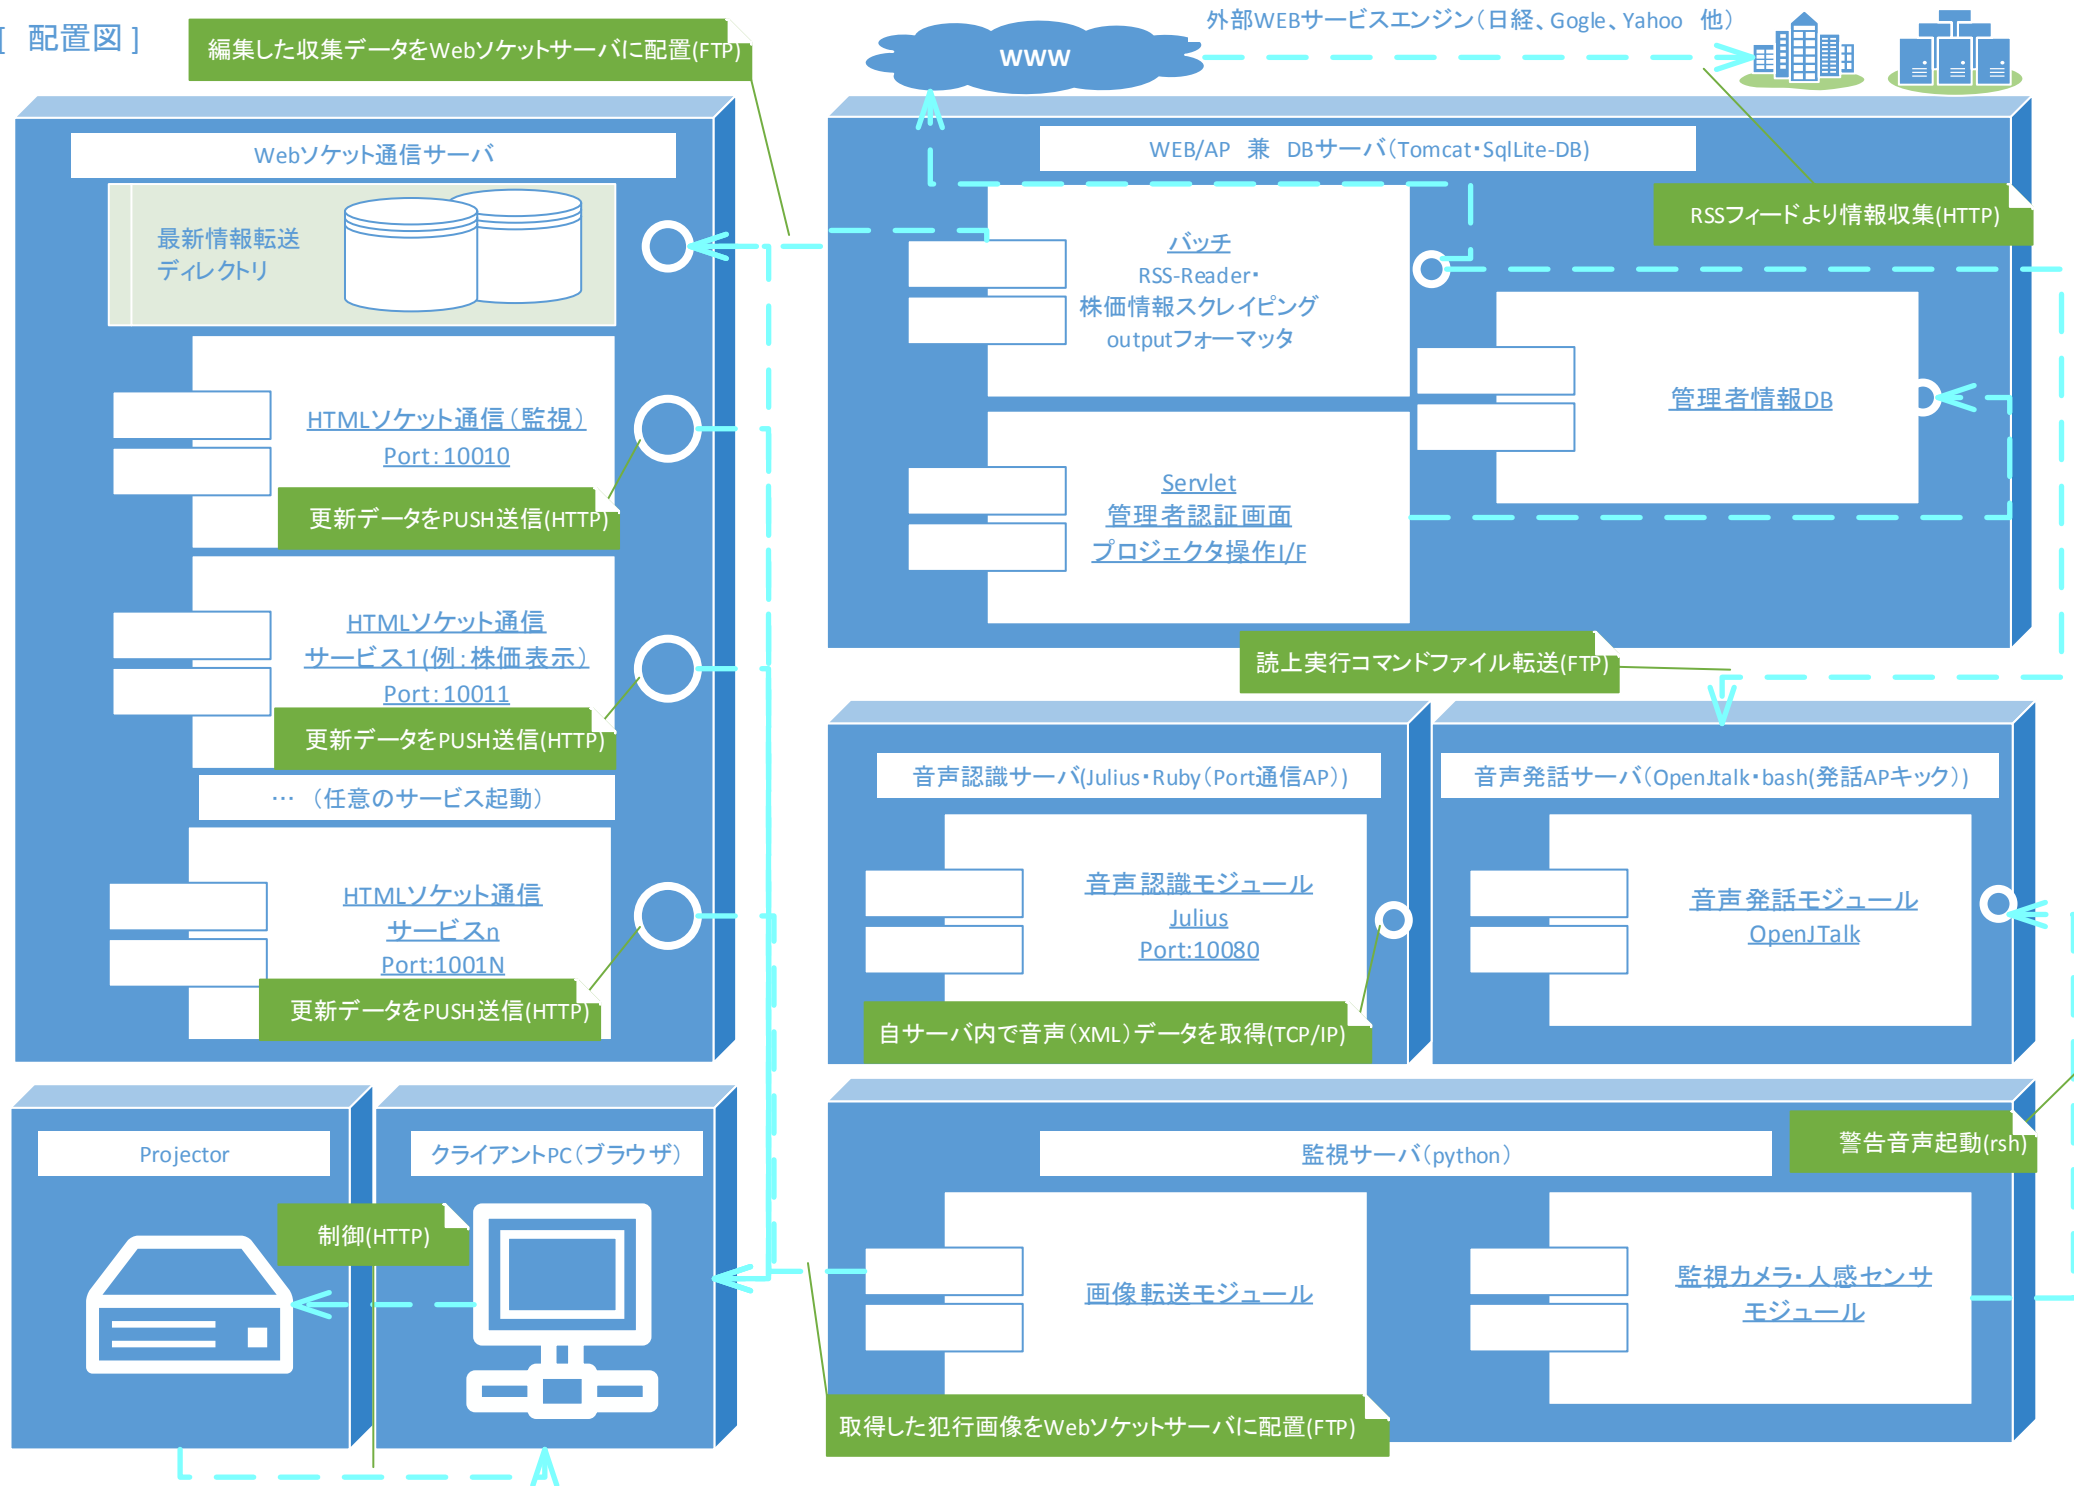 [ 配置図 ]
編集した収集データをWebソケットサーバに配置(FTP)
WWW
外部WEBサービスエンジン（日経、Gogle、Yahoo 他）
Webソケット通信サーバ
最新情報転送
ディレクトリ
HTMLソケット通信（監視）
Port：10010
更新データをPUSH送信(HTTP)
HTMLソケット通信
サービス1(例：株価表示）
Port：10011
更新データをPUSH送信(HTTP)
… （任意のサービス起動）
HTMLソケット通信
サービスn
Port:1001N
更新データをPUSH送信(HTTP)
WEB/AP 兼 DBサーバ（Tomcat・SqlLite-DB)
RSSフィードより情報収集(HTTP)
バッチ
RSS-Reader・
株価情報スクレイピング
outputフォーマッタ
管理者情報DB
Servlet
管理者認証画面
プロジェクタ操作I/F
読上実行コマンドファイル転送(FTP)
音声認識サーバ(Julius・Ruby（Port通信AP）)
音声認識モジュール
Julius
Port:10080
自サーバ内で音声（XML）データを取得(TCP/IP)
音声発話サーバ（OpenJtalk・bash(発話APキック）)
音声発話モジュール
OpenJTalk
Projector
クライアントPC（ブラウザ）
制御(HTTP)
監視サーバ（python）
警告音声起動(rsh)
画像転送モジュール
監視カメラ・人感センサ
モジュール
取得した犯行画像をWebソケットサーバに配置(FTP)